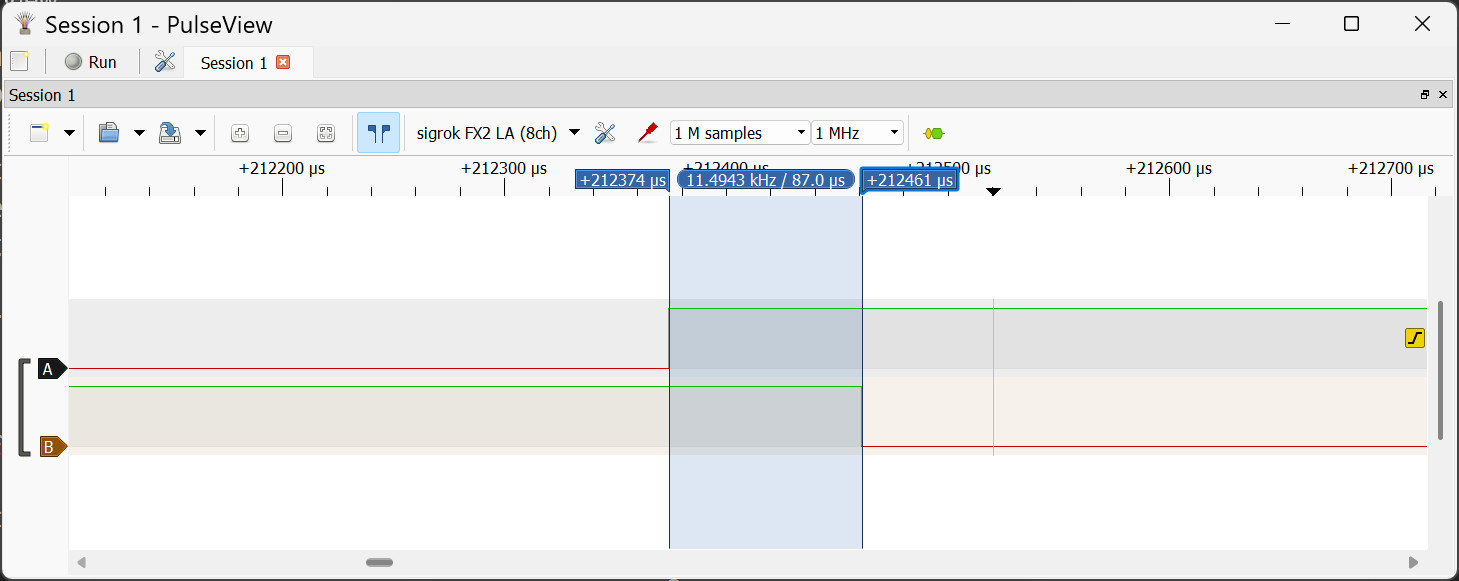 Session 1 - PulseView
Run
Session 1
Session 1
sigrok FX2 LA (8ch)
1 M samples
1 MHz
+212200 µs
+212300 µs
+212400 µs
+212500 µs
+212600 µs
+212700 µs
+212374 µs
11.4943 kHz / 87.0 µs
+212461 µs
A
B